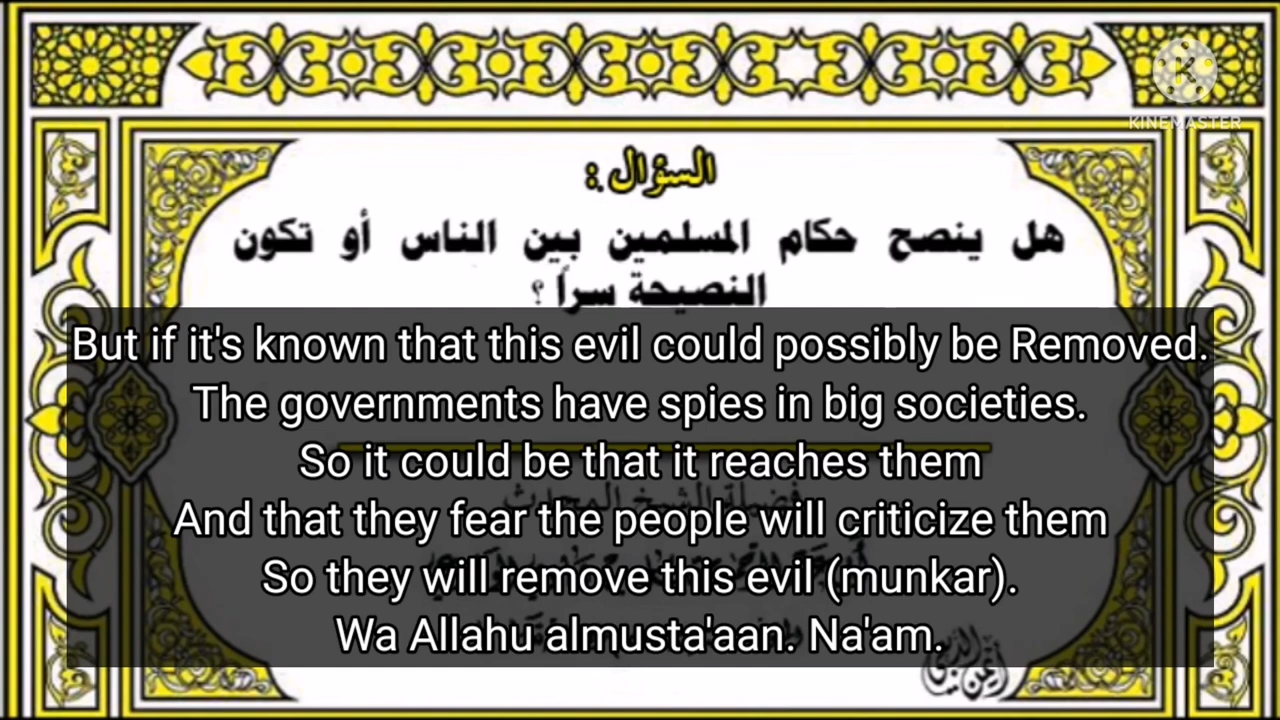 KINEMASTER
السؤال :
هل ينصح حكام المسلمين بين الناس أو تكون
النصيحة سراً ؟
But if it's known that this evil could possibly be Removed.
The governments have spies in big societies.
So it could be that it reaches them
فضيلة الشيخ المحدث
And that they fear the people will criticize them
So they will remove this evil (munkar).
Wa Allahu almusta'aan. Na'am.